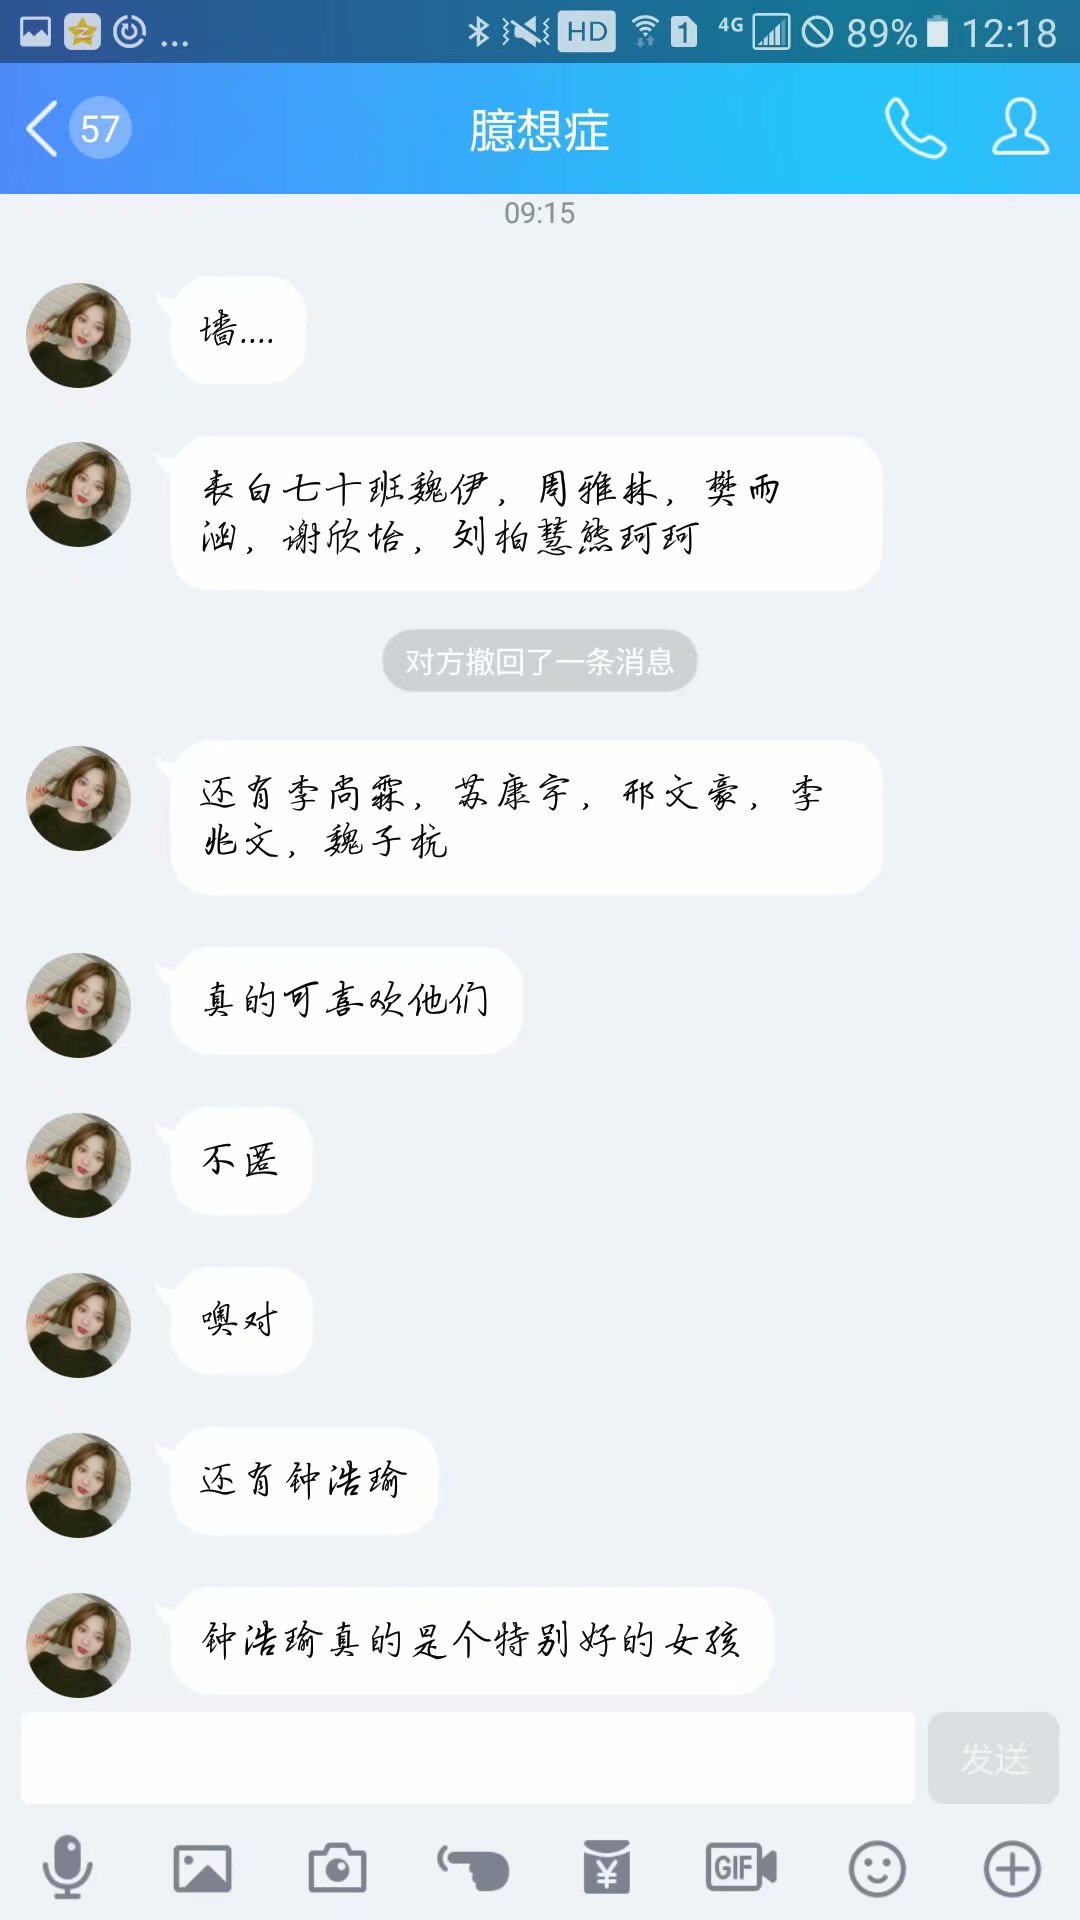 ... HD 1 4G 89% 12:18
57 臆想症
09:15
墙....
表白七十班魏伊，周雅林，樊雨
涵，谢欣怡，刘柏慧熊珂珂
对方撤回了一条消息
还有李尚霖，苏康宇，邢文豪，李
兆文，魏子杭
真的可喜欢他们
不匿
噢对
还有钟浩瑜
钟浩瑜真的是个特别好的女孩
发送
GIF